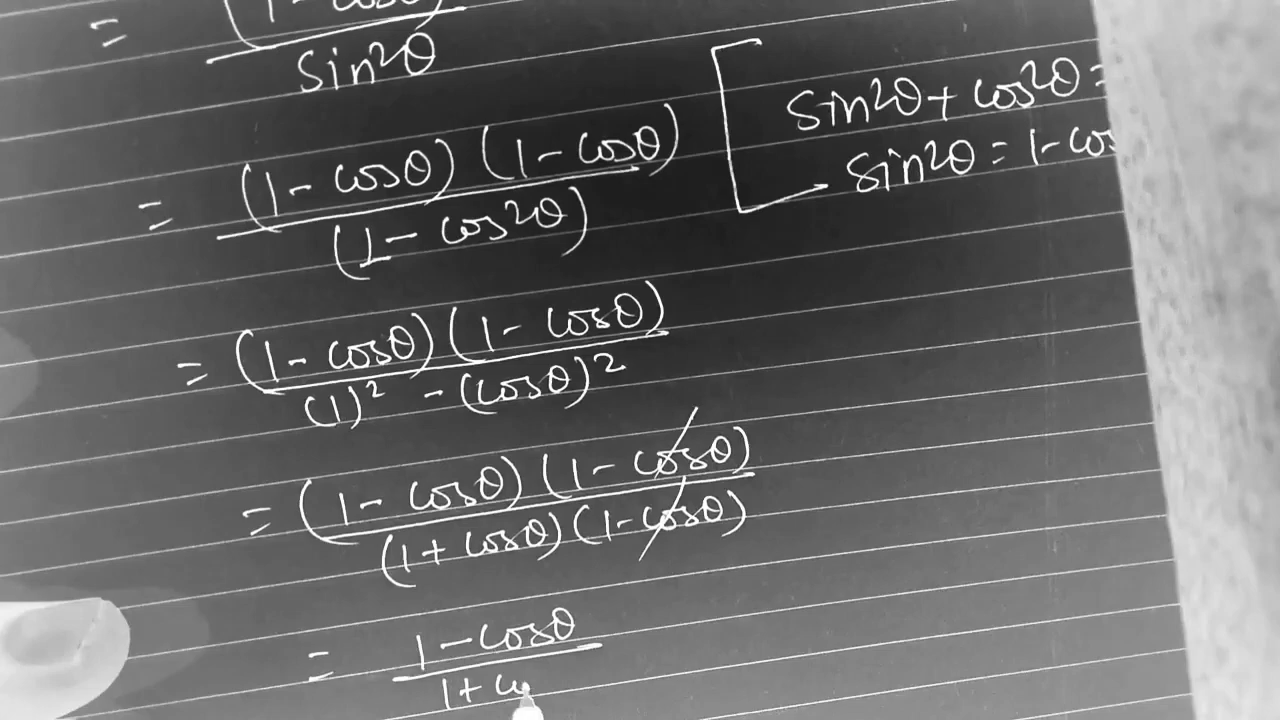 = (1 - cosθ)
sin²θ
sin²θ + cos²θ =
sin²θ = 1 - cos
= (1 - cosθ) (1 - cosθ)
(1 - cos²θ)
= (1 - cosθ) (1 - cosθ)
(1)² - (cosθ)²
= (1 - cosθ) (1 - cosθ)
(1 + cosθ) (1 - cosθ)
= 1 - cosθ
1 + co